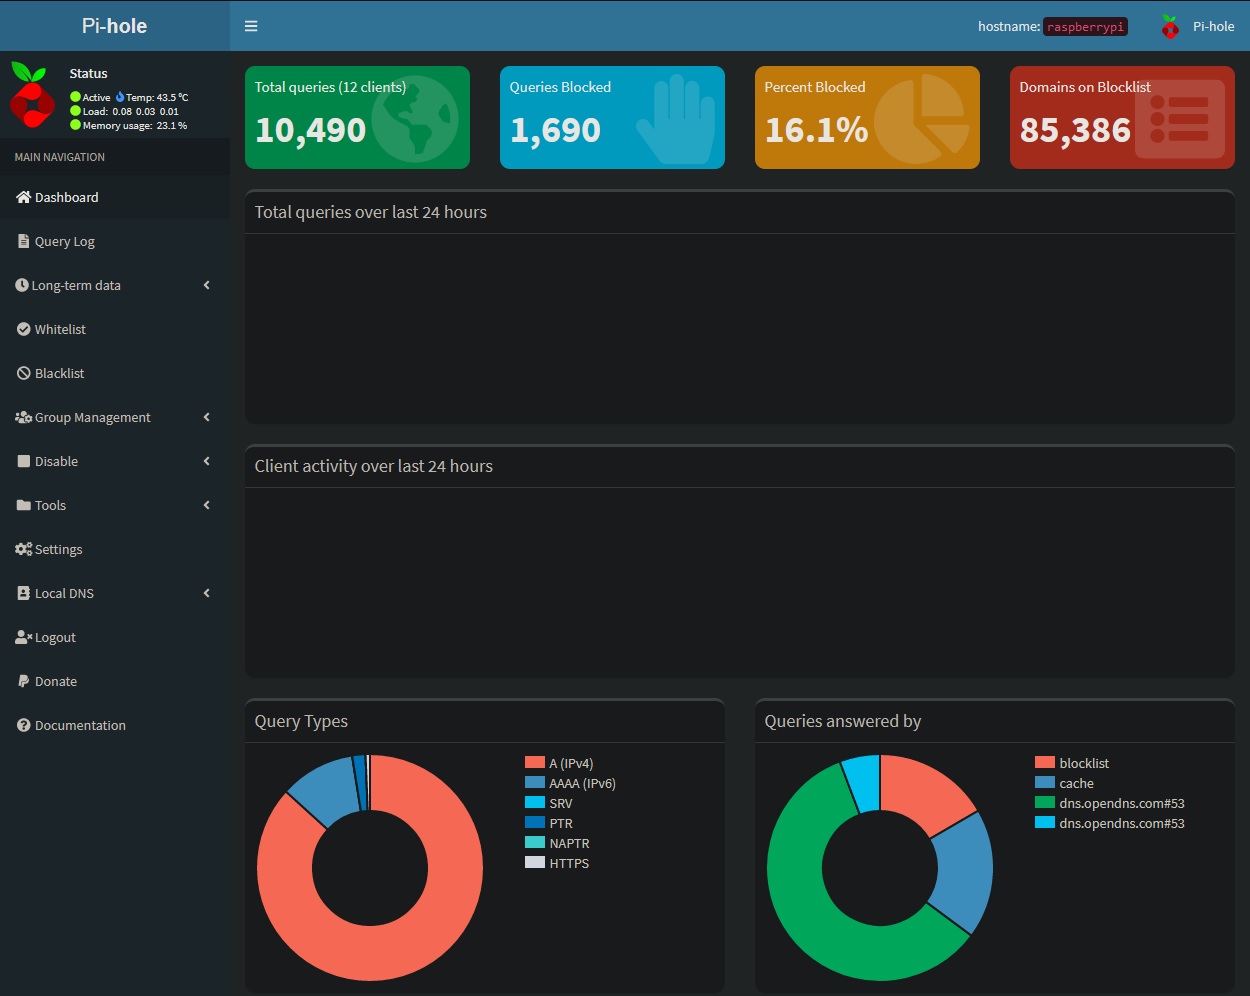 Pi-hole
hostname: raspberrypi
Pi-hole
Status
Active Temp: 43.5 °C
Load: 0.08 0.03 0.01
Memory usage: 23.1 %
MAIN NAVIGATION
Dashboard
Query Log
Long-term data
Whitelist
Blacklist
Group Management
Disable
Tools
Settings
Local DNS
Logout
Donate
Documentation
Total queries (12 clients)
10,490
Queries Blocked
1,690
Percent Blocked
16.1%
Domains on Blocklist
85,386
Total queries over last 24 hours
Client activity over last 24 hours
Query Types
A (IPv4)
AAAA (IPv6)
SRV
PTR
NAPTR
HTTPS
Queries answered by
blocklist
cache
dns.opendns.com#53
dns.opendns.com#53